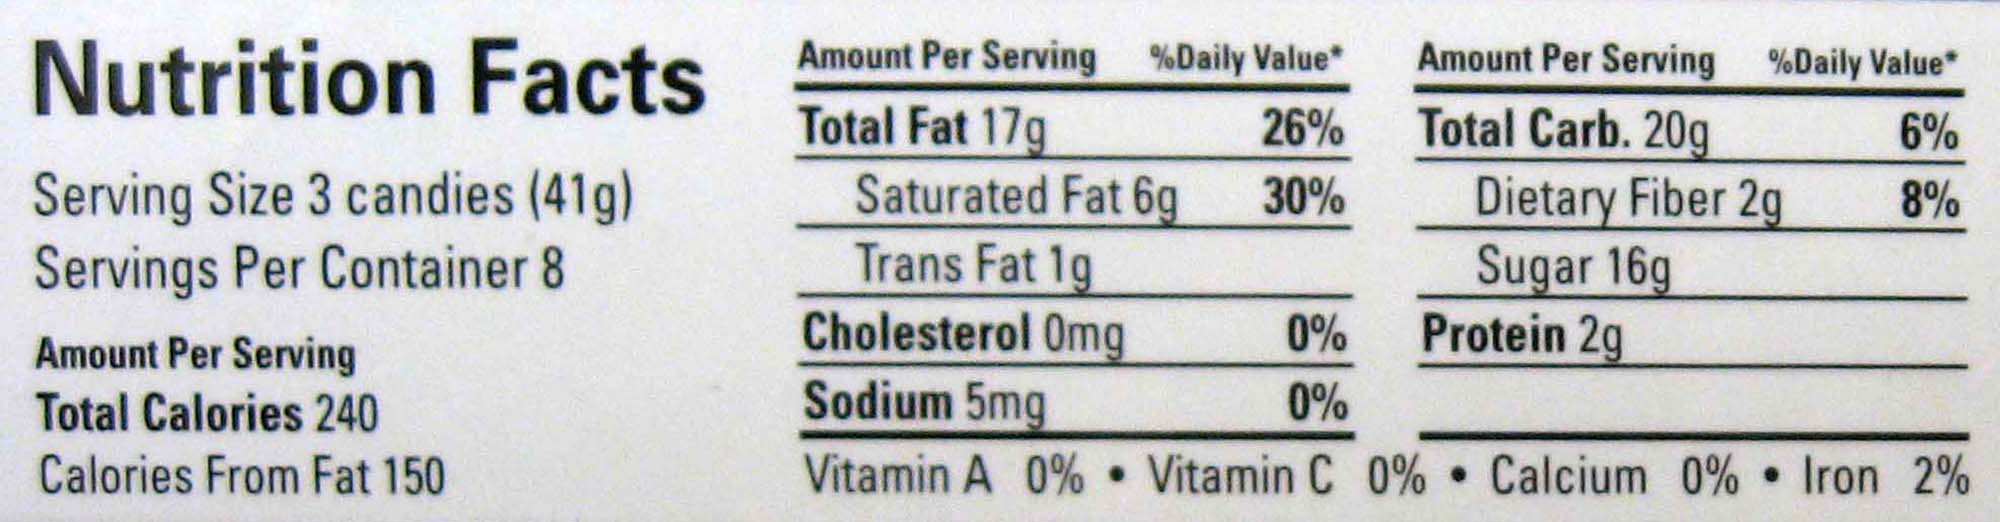 Nutrition Facts
Serving Size 3 candies (41g)
Servings Per Container 8
Amount Per Serving
Total Calories 240
Calories From Fat 150
Amount Per Serving %Daily Value*
Total Fat 17g 26%
Saturated Fat 6g 30%
Trans Fat 1g
Cholesterol 0mg 0%
Sodium 5mg 0%
Amount Per Serving %Daily Value*
Total Carb. 20g 6%
Dietary Fiber 2g 8%
Sugar 16g
Protein 2g
Vitamin A 0% • Vitamin C 0% • Calcium 0% • Iron 2%